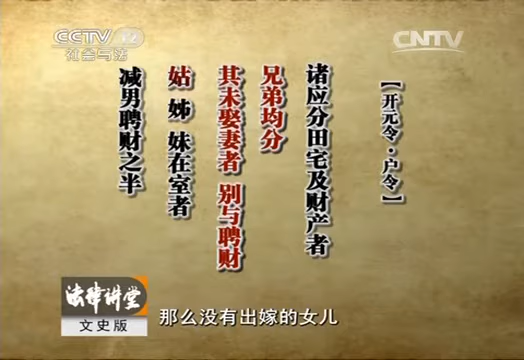 CCTV 12
社会与法
CNTV
【开元令·户令】
诸应分田宅及财产者
兄弟均分
其未娶妻者 别与聘财
姑 姊 妹在室者
减男聘财之半
法律讲堂
文史版
那么没有出嫁的女儿